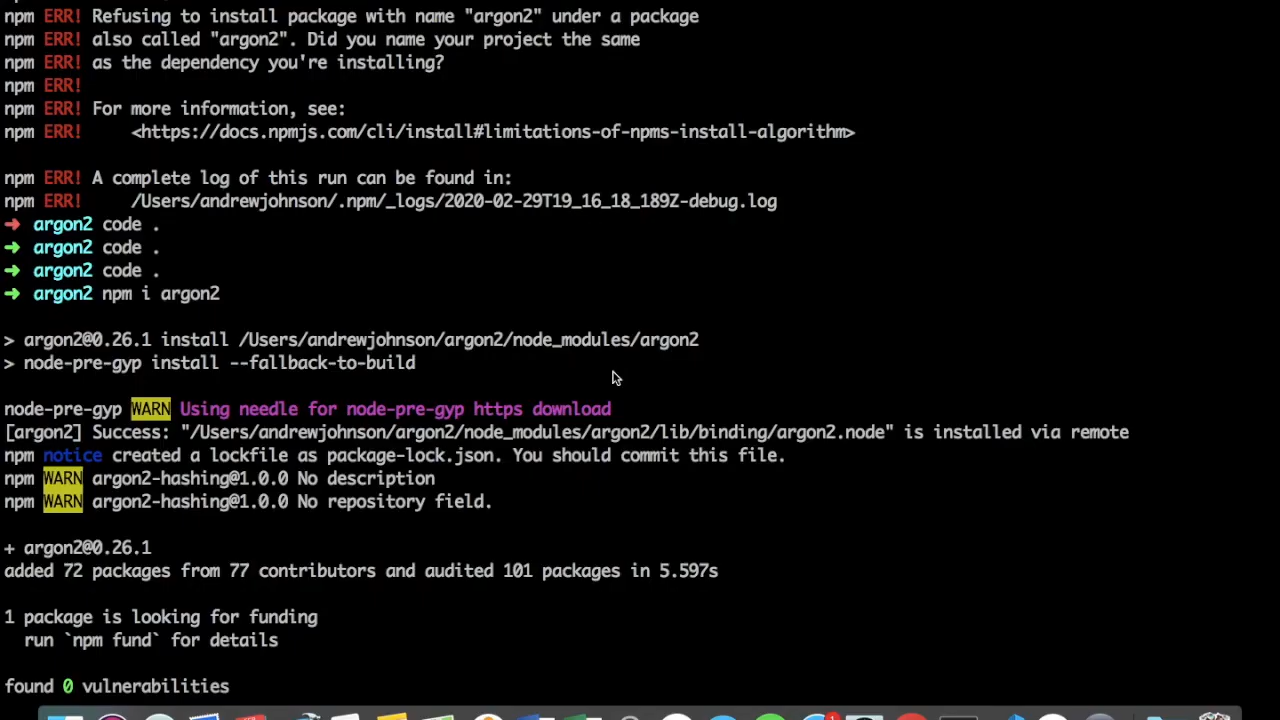 npm ERR! Refusing to install package with name "argon2" under a package
npm ERR! also called "argon2". Did you name your project the same
npm ERR! as the dependency you're installing?
npm ERR!
npm ERR! For more information, see:
npm ERR!     <https://docs.npmjs.com/cli/install#limitations-of-npms-install-algorithm>
npm ERR! A complete log of this run can be found in:
npm ERR!     /Users/andrewjohnson/.npm/_logs/2020-02-29T19_16_18_189Z-debug.log
➜  argon2 code .
➜  argon2 code .
➜  argon2 code .
➜  argon2 npm i argon2
> argon2@0.26.1 install /Users/andrewjohnson/argon2/node_modules/argon2
> node-pre-gyp install --fallback-to-build
node-pre-gyp WARN Using needle for node-pre-gyp https download
[argon2] Success: "/Users/andrewjohnson/argon2/node_modules/argon2/lib/binding/argon2.node" is installed via remote
npm notice created a lockfile as package-lock.json. You should commit this file.
npm WARN argon2-hashing@1.0.0 No description
npm WARN argon2-hashing@1.0.0 No repository field.
+ argon2@0.26.1
added 72 packages from 77 contributors and audited 101 packages in 5.597s
1 package is looking for funding
  run `npm fund` for details
found 0 vulnerabilities